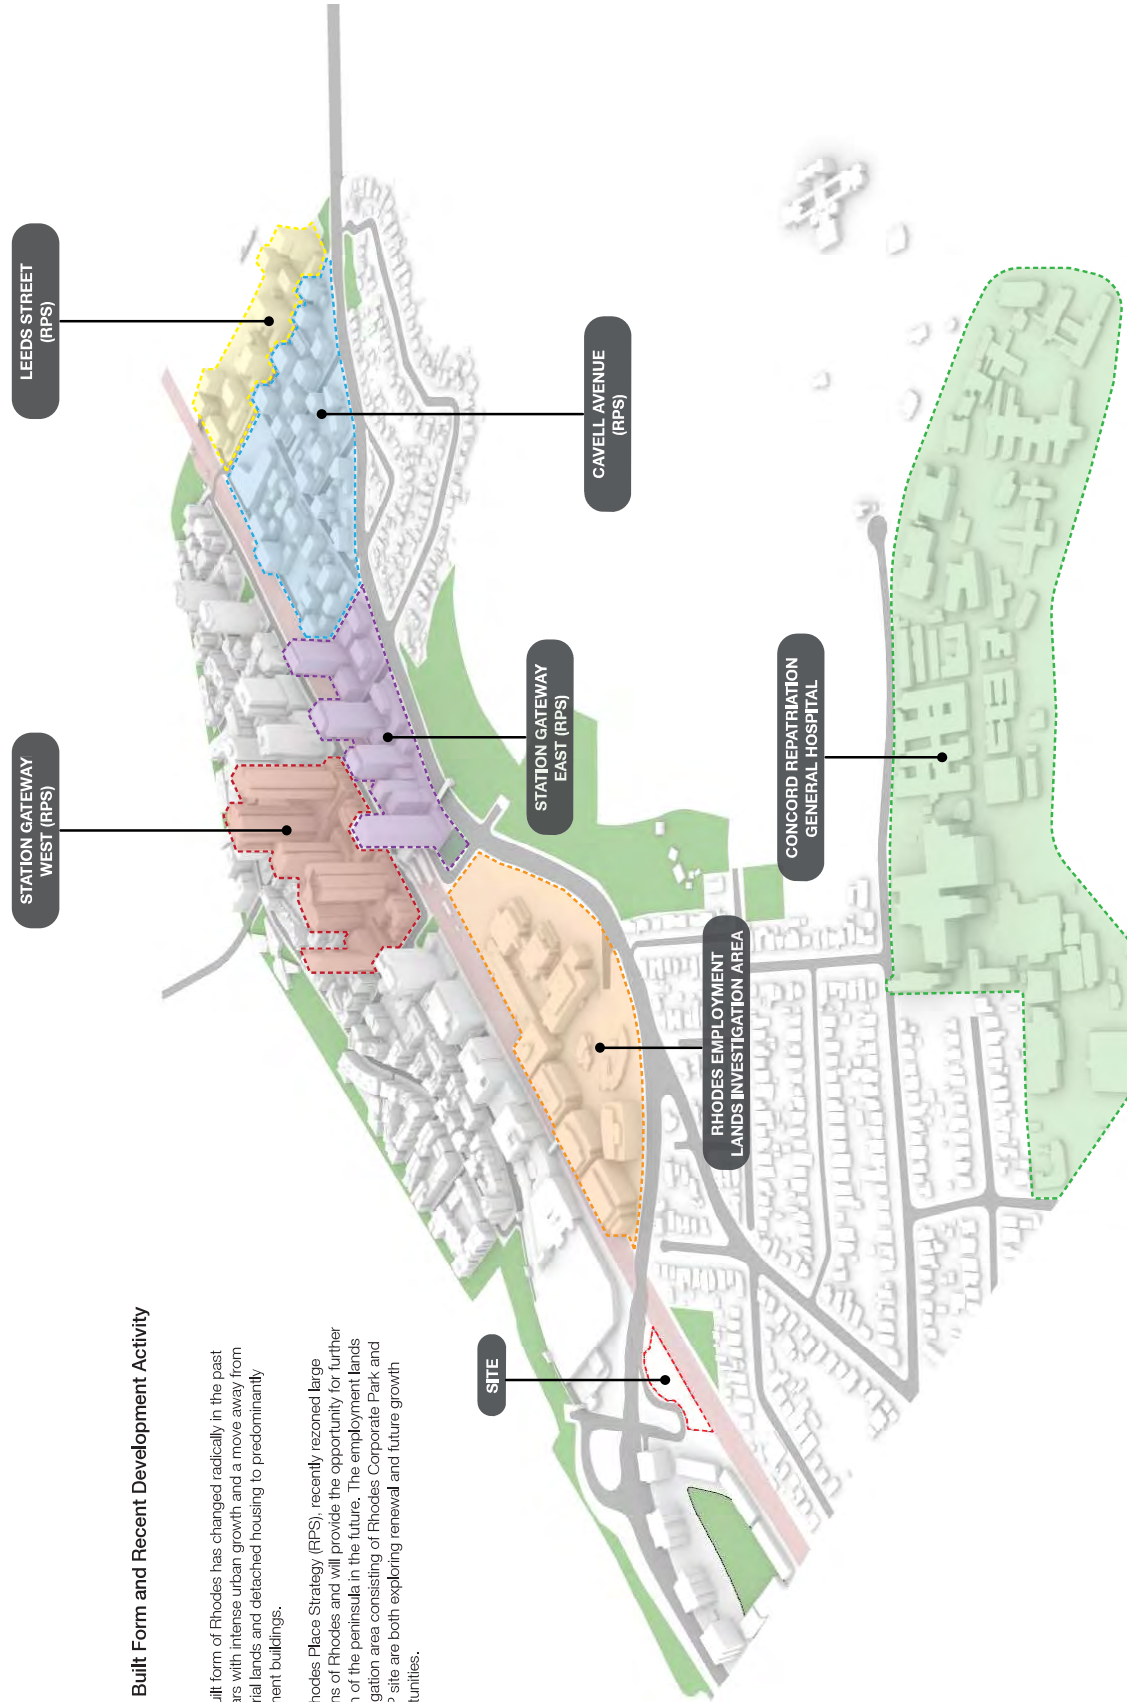 Built Form and Recent Development Activity
uilt form of Rhodes has changed radically in the past
ars with intense urban growth and a move away from
rial lands and detached housing to predominantly
nent buildings.
hodes Place Strategy (RPS), recently rezoned large
ns of Rhodes and will provide the opportunity for further
n of the peninsula in the future. The employment lands
gation area consisting of Rhodes Corporate Park and
P site are both exploring renewal and future growth
tunities.
SITE
STATION GATEWAY
WEST (RPS)
LEEDS STREET
(RPS)
CAVELL AVENUE
(RPS)
STATION GATEWAY
EAST (RPS)
RHODES EMPLOYMENT
LANDS INVESTIGATION AREA
CONCORD REPATRIATION
GENERAL HOSPITAL